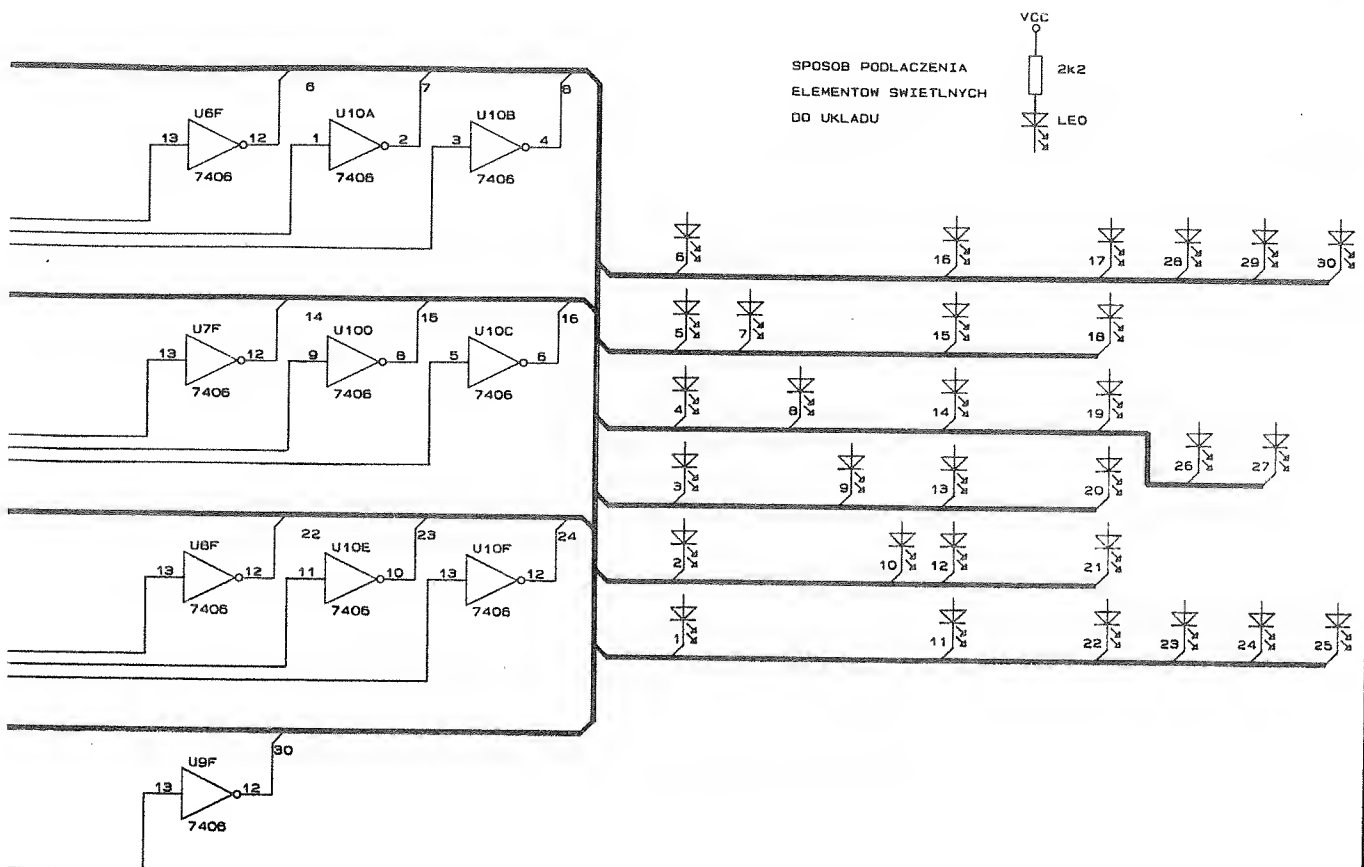 VCC
SPOSOB PODLACZENIA
ELEMENTOW SWIETLNYCH
DO UKLADU
2k2
LED
6 7 8
U6F U10A U10B
13 12 1 2 3 4
7406 7406 7406
6 16 17 28 29 30
14 15 16
U7F U10D U10C
13 12 9 8 5 6
7406 7406 7406
5 7 15 18
4 8 14 19
26 27
3 9 13 20
22 23 24
U8F U10E U10F
13 12 11 10 13 12
7406 7406 7406
2 10 12 21
1 11 22 23 24 25
30
U9F
13 12
7406